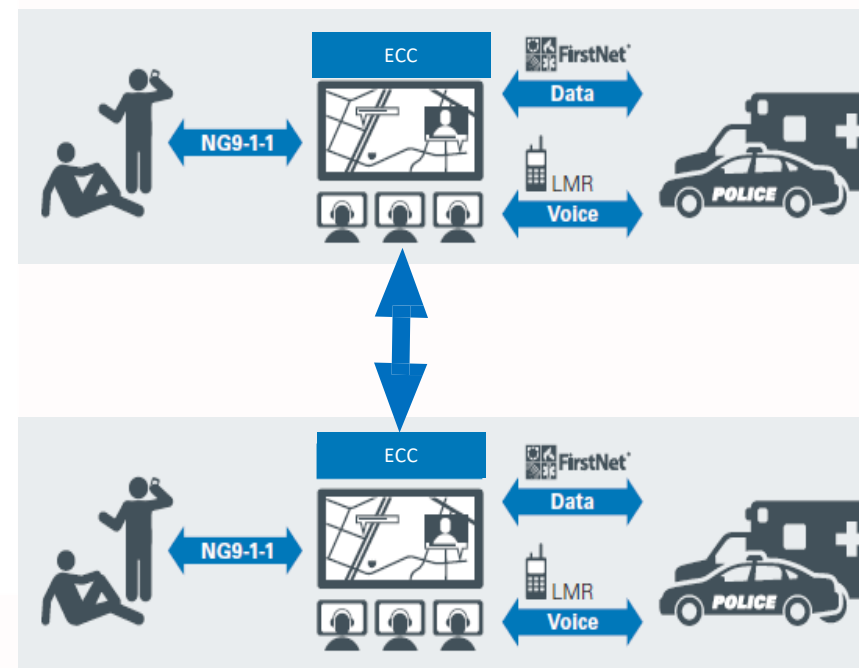 ECC
FirstNet
Data
NG9-1-1
LMR
Voice
POLICE
ECC
FirstNet
Data
NG9-1-1
LMR
Voice
POLICE